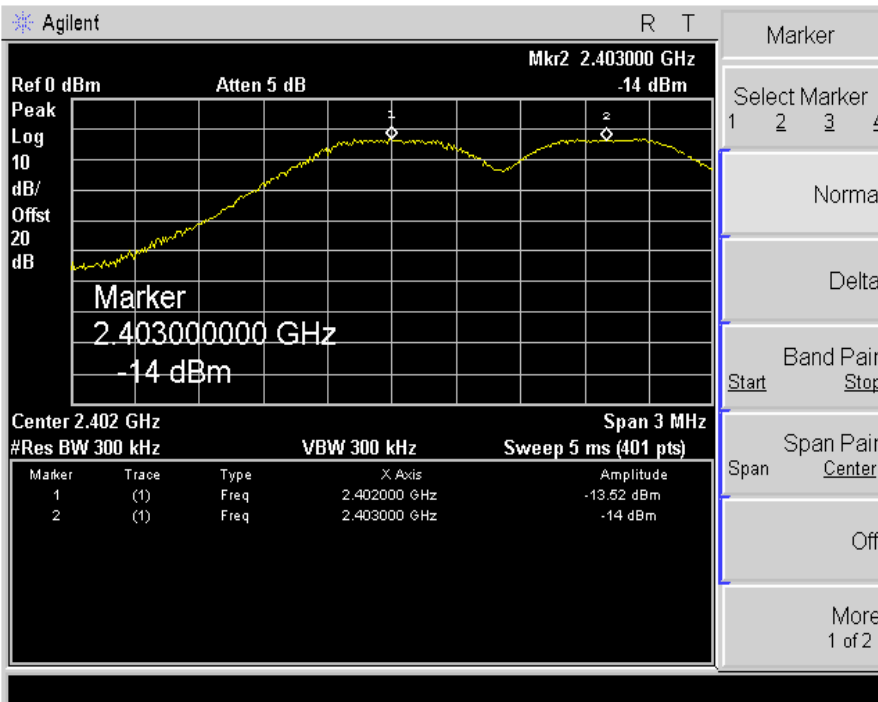 Agilent R T
Marker
Mkr2 2.403000 GHz
Ref 0 dBm Atten 5 dB -14 dBm
Peak
Log
10
dB/
Offst
20
dB
1 2
Marker
2.403000000 GHz
-14 dBm
Center 2.402 GHz Span 3 MHz
#Res BW 300 kHz VBW 300 kHz Sweep 5 ms (401 pts)
Marker Trace Type X Axis Amplitude
1 (1) Freq 2.402000 GHz -13.52 dBm
2 (1) Freq 2.403000 GHz -14 dBm
Select Marker
1 2 3 4
Norma
Delta
Band Pair
Start Stop
Span Pair
Span Center
Off
More
1 of 2